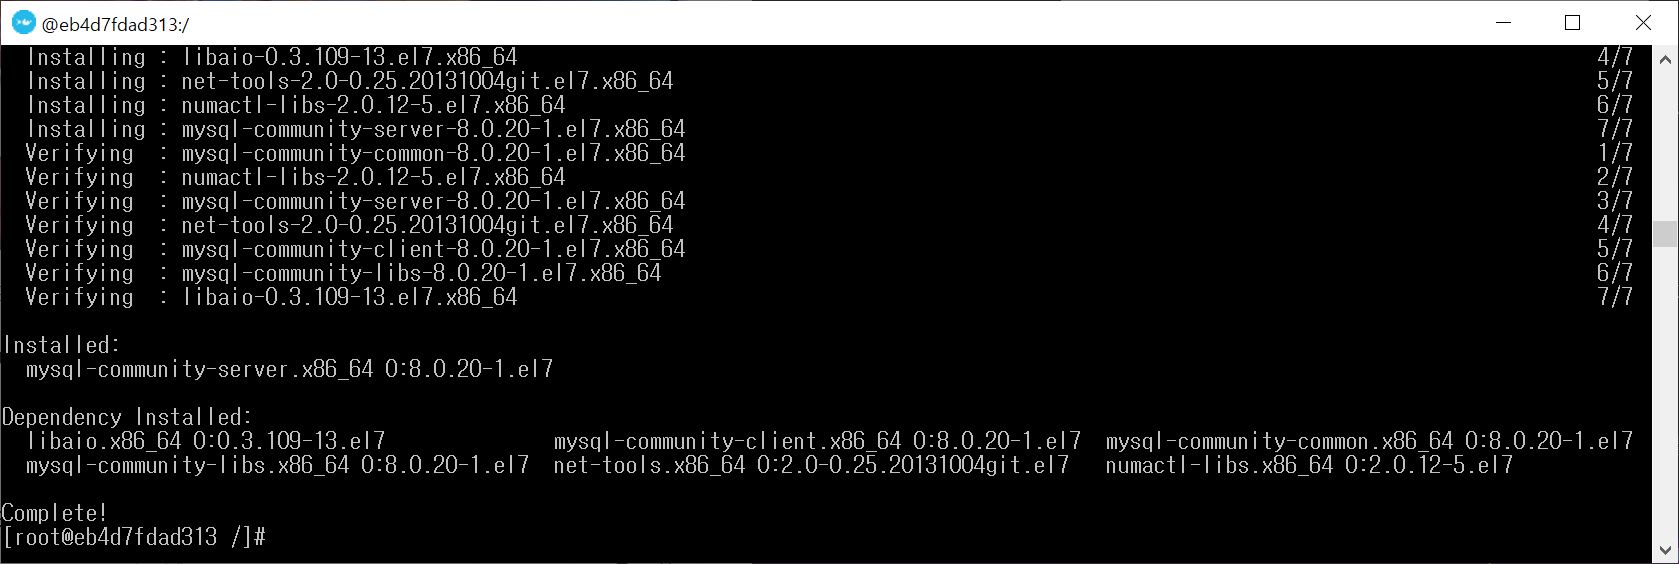 @eb4d7fdad313:/
Installing : libaio-0.3.109-13.el7.x86_64 4/7
Installing : net-tools-2.0-0.25.20131004git.el7.x86_64 5/7
Installing : numactl-libs-2.0.12-5.el7.x86_64 6/7
Installing : mysql-community-server-8.0.20-1.el7.x86_64 7/7
Verifying  : mysql-community-common-8.0.20-1.el7.x86_64 1/7
Verifying  : numactl-libs-2.0.12-5.el7.x86_64 2/7
Verifying  : mysql-community-server-8.0.20-1.el7.x86_64 3/7
Verifying  : net-tools-2.0-0.25.20131004git.el7.x86_64 4/7
Verifying  : mysql-community-client-8.0.20-1.el7.x86_64 5/7
Verifying  : mysql-community-libs-8.0.20-1.el7.x86_64 6/7
Verifying  : libaio-0.3.109-13.el7.x86_64 7/7
Installed:
mysql-community-server.x86_64 0:8.0.20-1.el7
Dependency Installed:
libaio.x86_64 0:0.3.109-13.el7 mysql-community-client.x86_64 0:8.0.20-1.el7 mysql-community-common.x86_64 0:8.0.20-1.el7
mysql-community-libs.x86_64 0:8.0.20-1.el7 net-tools.x86_64 0:2.0-0.25.20131004git.el7 numactl-libs.x86_64 0:2.0.12-5.el7
Complete!
[root@eb4d7fdad313 /]#